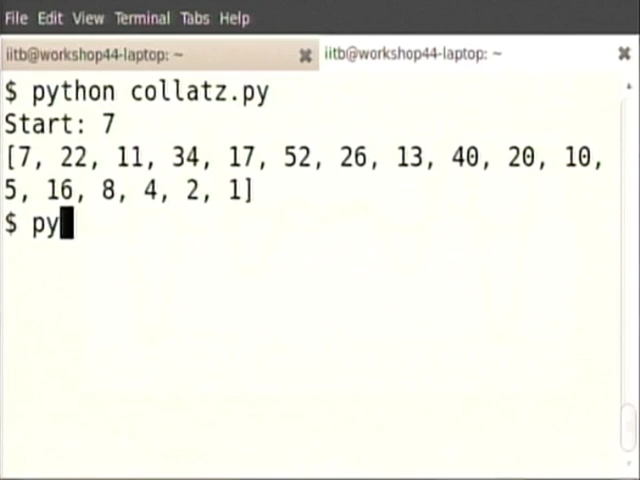 File Edit View Terminal Tabs Help
iitb@workshop44-laptop: ~ iitb@workshop44-laptop: ~
$ python collatz.py
Start: 7
[7, 22, 11, 34, 17, 52, 26, 13, 40, 20, 10,
5, 16, 8, 4, 2, 1]
$ py